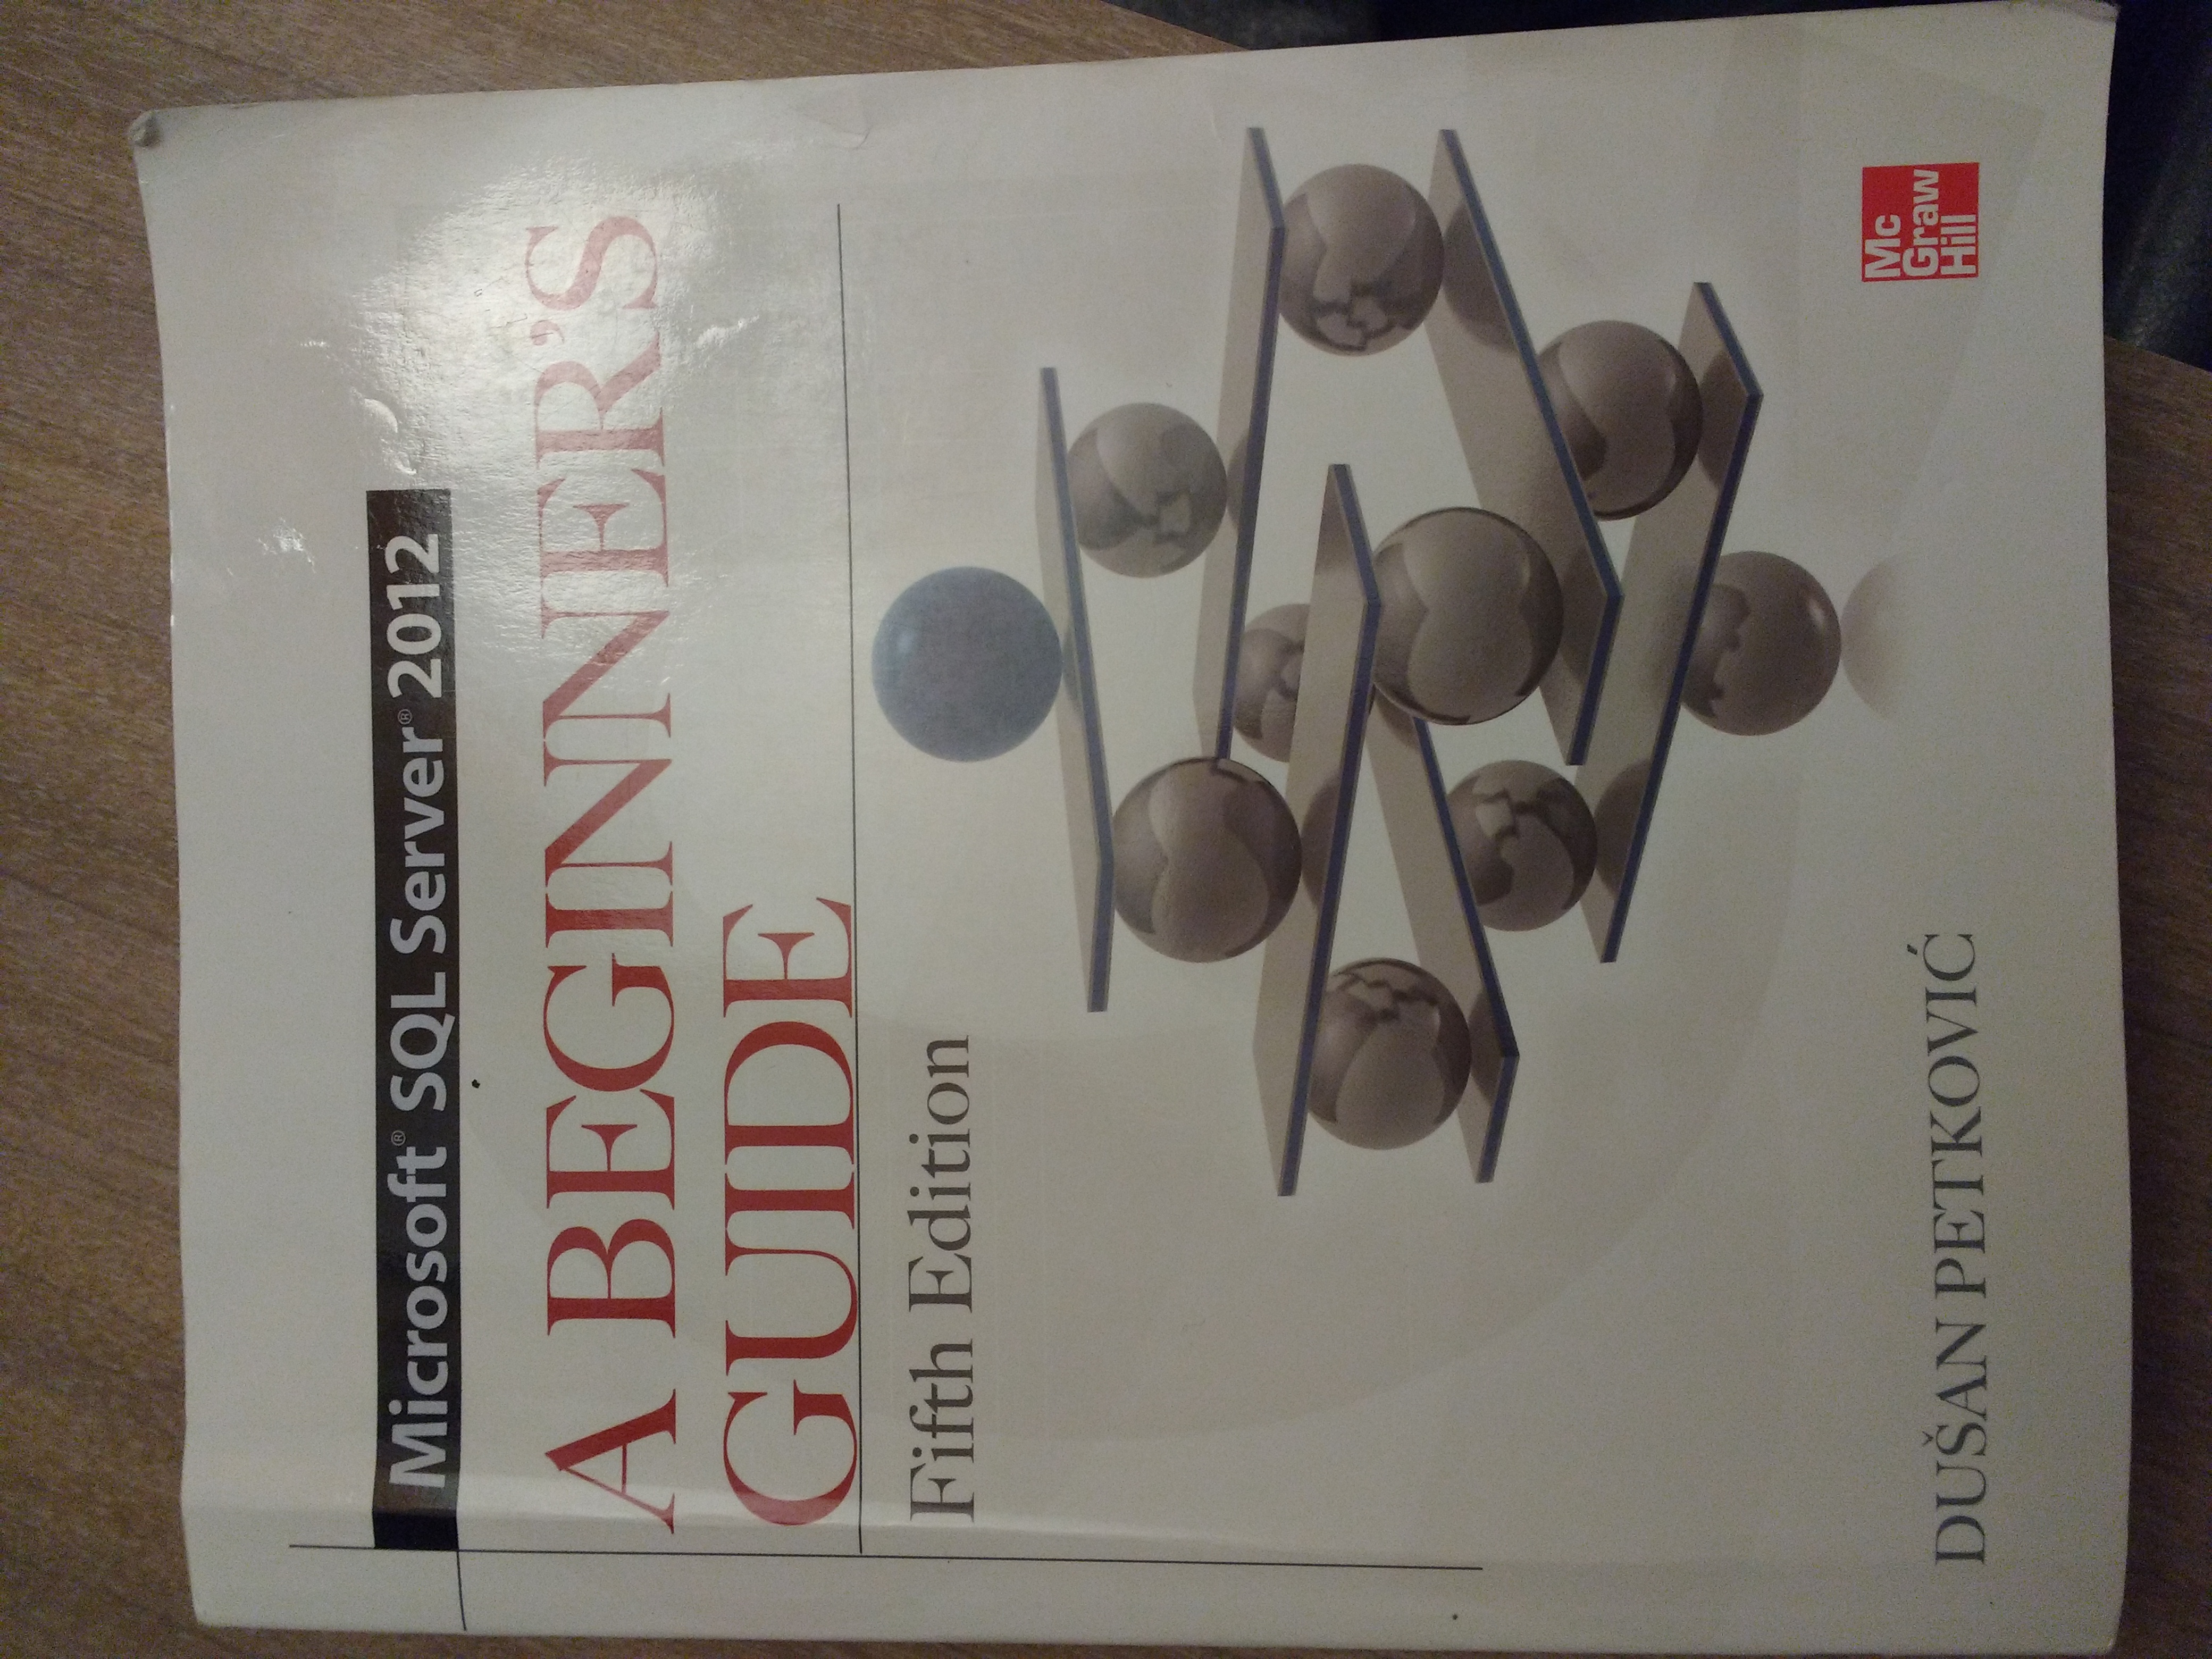 Microsoft® SQL Server® 2012
A BEGINNER'S
GUIDE
Fifth Edition
DUŠAN PETKOVIĆ
Mc
Graw
Hill